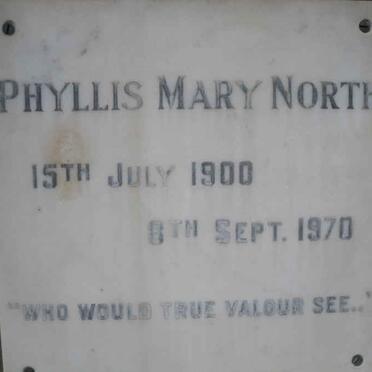 PHYLLIS MARY NORTH
15TH JULY 1900
8TH SEPT. 1970
"WHO WOULD TRUE VALOUR SEE.."